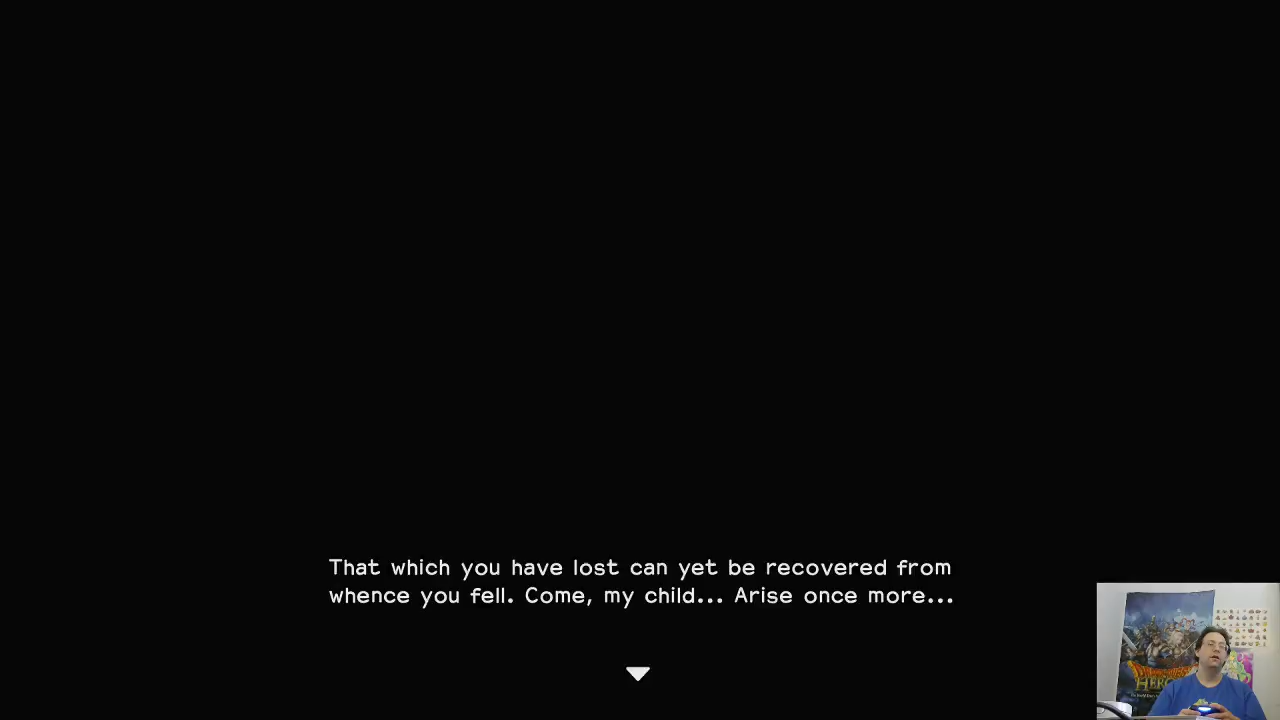 That which you have lost can yet be recovered from
whence you fell. Come, my child... Arise once more...